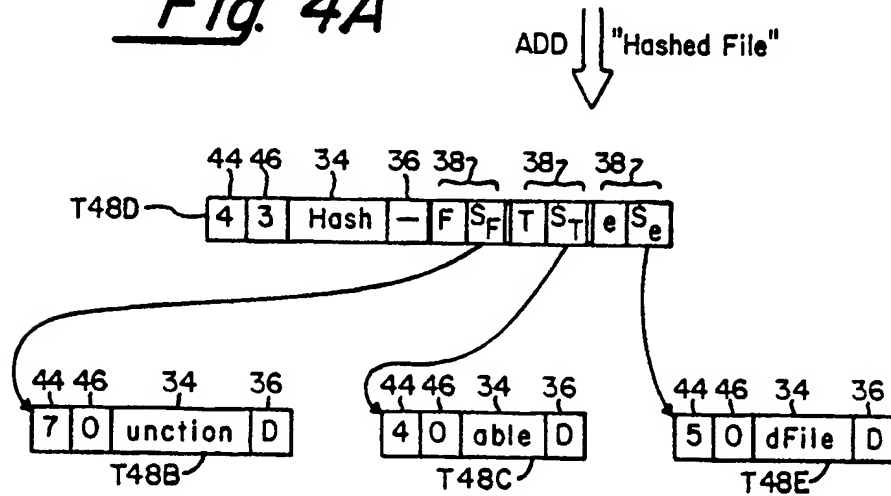 Fig. 4A
ADD "Hashed File"
44 46 34 36 38 38 38
T48D 4 3 Hash — F S_F T S_T e S_e
44 46 34 36 44 46 34 36 44 46 34 36
7 0 unction D 4 0 able D 5 0 dFile D
T48B T48C T48E